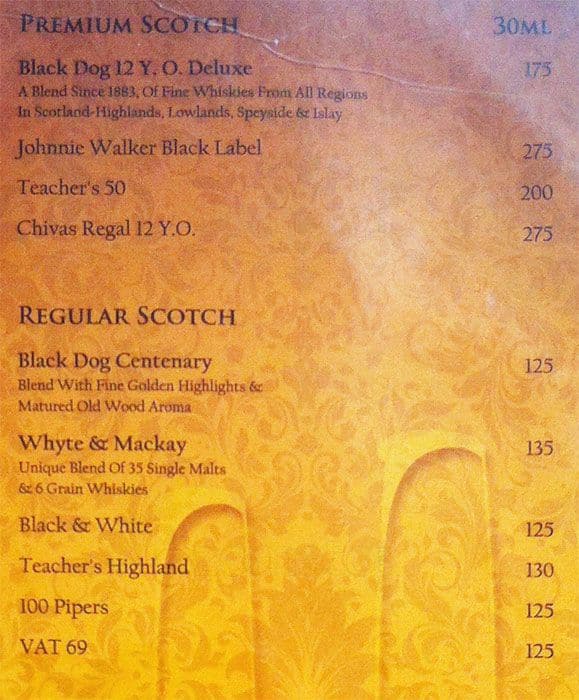 PREMIUM SCOTCH 30ML
Black Dog 12 Y. O. Deluxe 175
A Blend Since 1883, Of Fine Whiskies From All Regions
In Scotland-Highlands, Lowlands, Speyside & Islay
Johnnie Walker Black Label 275
Teacher's 50 200
Chivas Regal 12 Y.O. 275
REGULAR SCOTCH
Black Dog Centenary 125
Blend With Fine Golden Highlights &
Matured Old Wood Aroma
Whyte & Mackay 135
Unique Blend Of 35 Single Malts
& 6 Grain Whiskies
Black & White 125
Teacher's Highland 130
100 Pipers 125
VAT 69 125